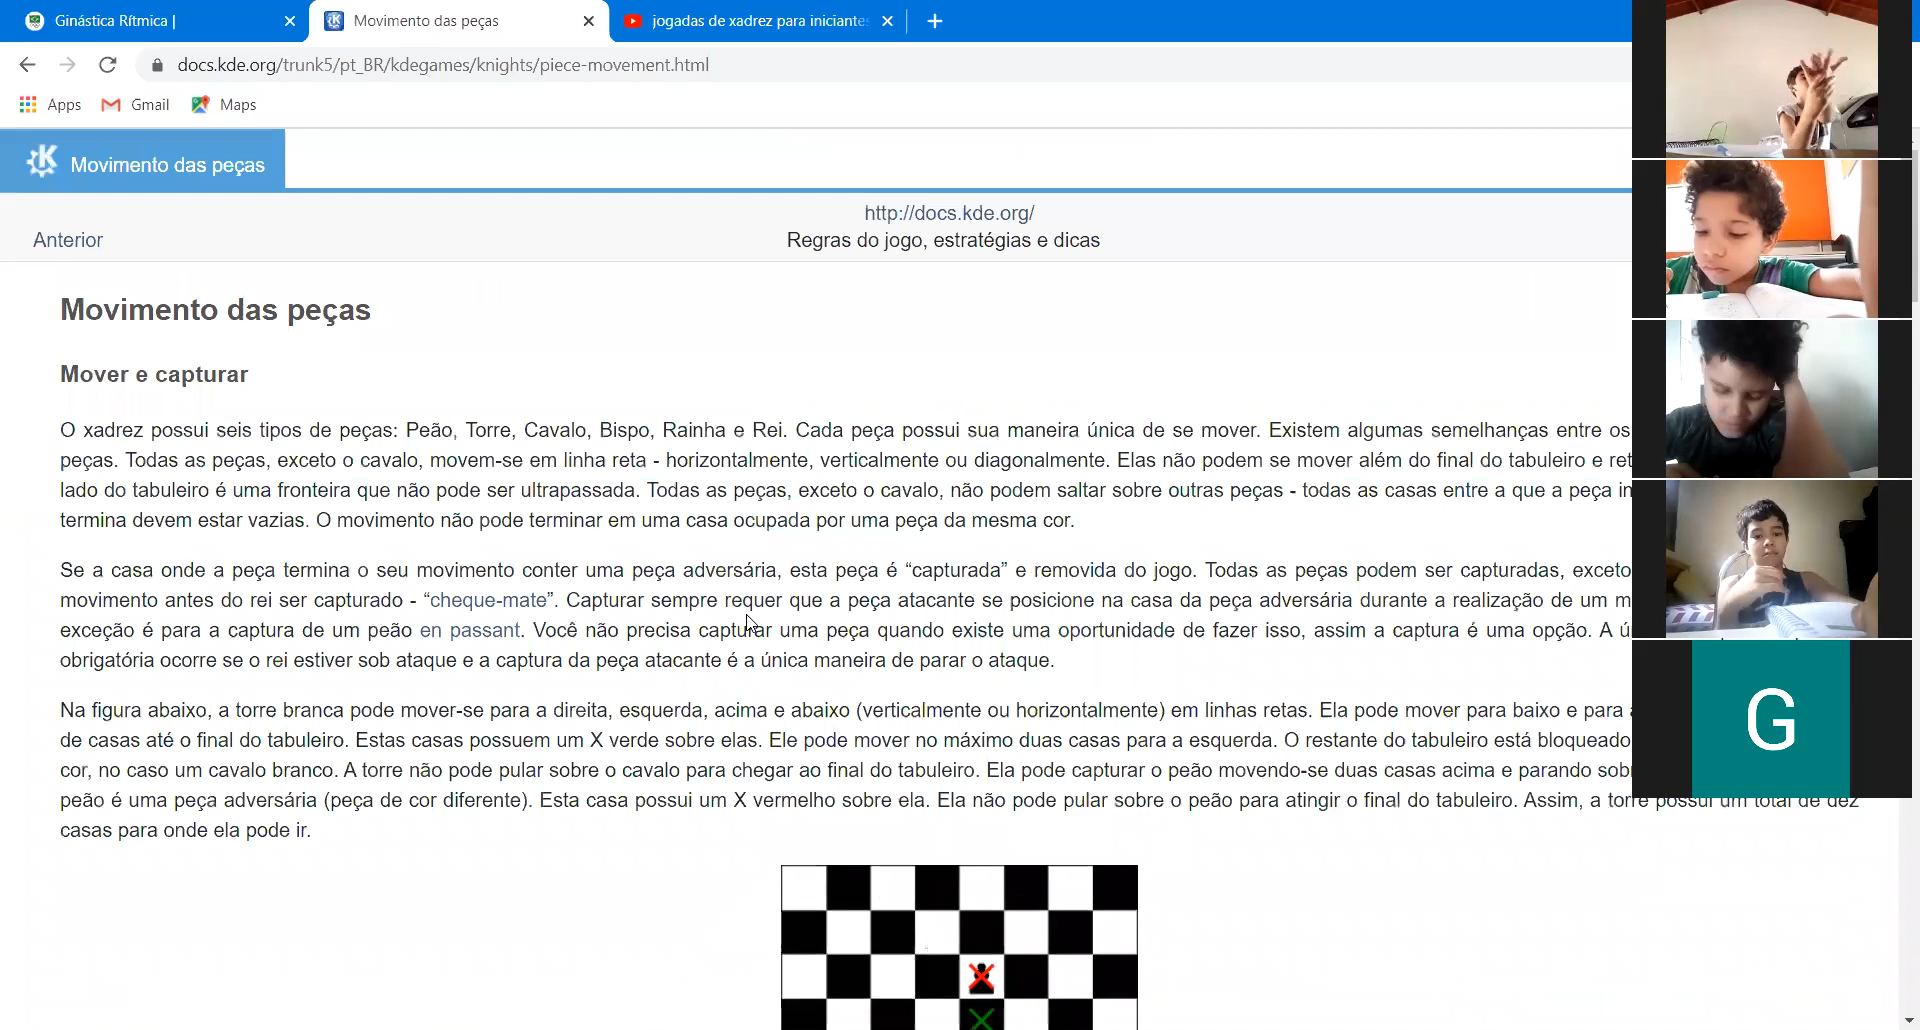 Ginástica Rítmica |
Movimento das peças
jogadas de xadrez para iniciantes
docs.kde.org/trunk5/pt_BR/kdegames/knights/piece-movement.html
Apps Gmail Maps
Movimento das peças
http://docs.kde.org/
Anterior
Regras do jogo, estratégias e dicas
Movimento das peças
Mover e capturar
O xadrez possui seis tipos de peças: Peão, Torre, Cavalo, Bispo, Rainha e Rei. Cada peça possui sua maneira única de se mover. Existem algumas semelhanças entre os
peças. Todas as peças, exceto o cavalo, movem-se em linha reta - horizontalmente, verticalmente ou diagonalmente. Elas não podem se mover além do final do tabuleiro e ret
lado do tabuleiro é uma fronteira que não pode ser ultrapassada. Todas as peças, exceto o cavalo, não podem saltar sobre outras peças - todas as casas entre a que a peça in
termina devem estar vazias. O movimento não pode terminar em uma casa ocupada por uma peça da mesma cor.
Se a casa onde a peça termina o seu movimento conter uma peça adversária, esta peça é “capturada” e removida do jogo. Todas as peças podem ser capturadas, exceto
movimento antes do rei ser capturado - “cheque-mate”. Capturar sempre requer que a peça atacante se posicione na casa da peça adversária durante a realização de um m
exceção é para a captura de um peão en passant. Você não precisa capturar uma peça quando existe uma oportunidade de fazer isso, assim a captura é uma opção. A ú
obrigatória ocorre se o rei estiver sob ataque e a captura da peça atacante é a única maneira de parar o ataque.
Na figura abaixo, a torre branca pode mover-se para a direita, esquerda, acima e abaixo (verticalmente ou horizontalmente) em linhas retas. Ela pode mover para baixo e para
de casas até o final do tabuleiro. Estas casas possuem um X verde sobre elas. Ele pode mover no máximo duas casas para a esquerda. O restante do tabuleiro está bloqueado
cor, no caso um cavalo branco. A torre não pode pular sobre o cavalo para chegar ao final do tabuleiro. Ela pode capturar o peão movendo-se duas casas acima e parando sob
peão é uma peça adversária (peça de cor diferente). Esta casa possui um X vermelho sobre ela. Ela não pode pular sobre o peão para atingir o final do tabuleiro. Assim, a torre possui um total de dez
casas para onde ela pode ir.
G